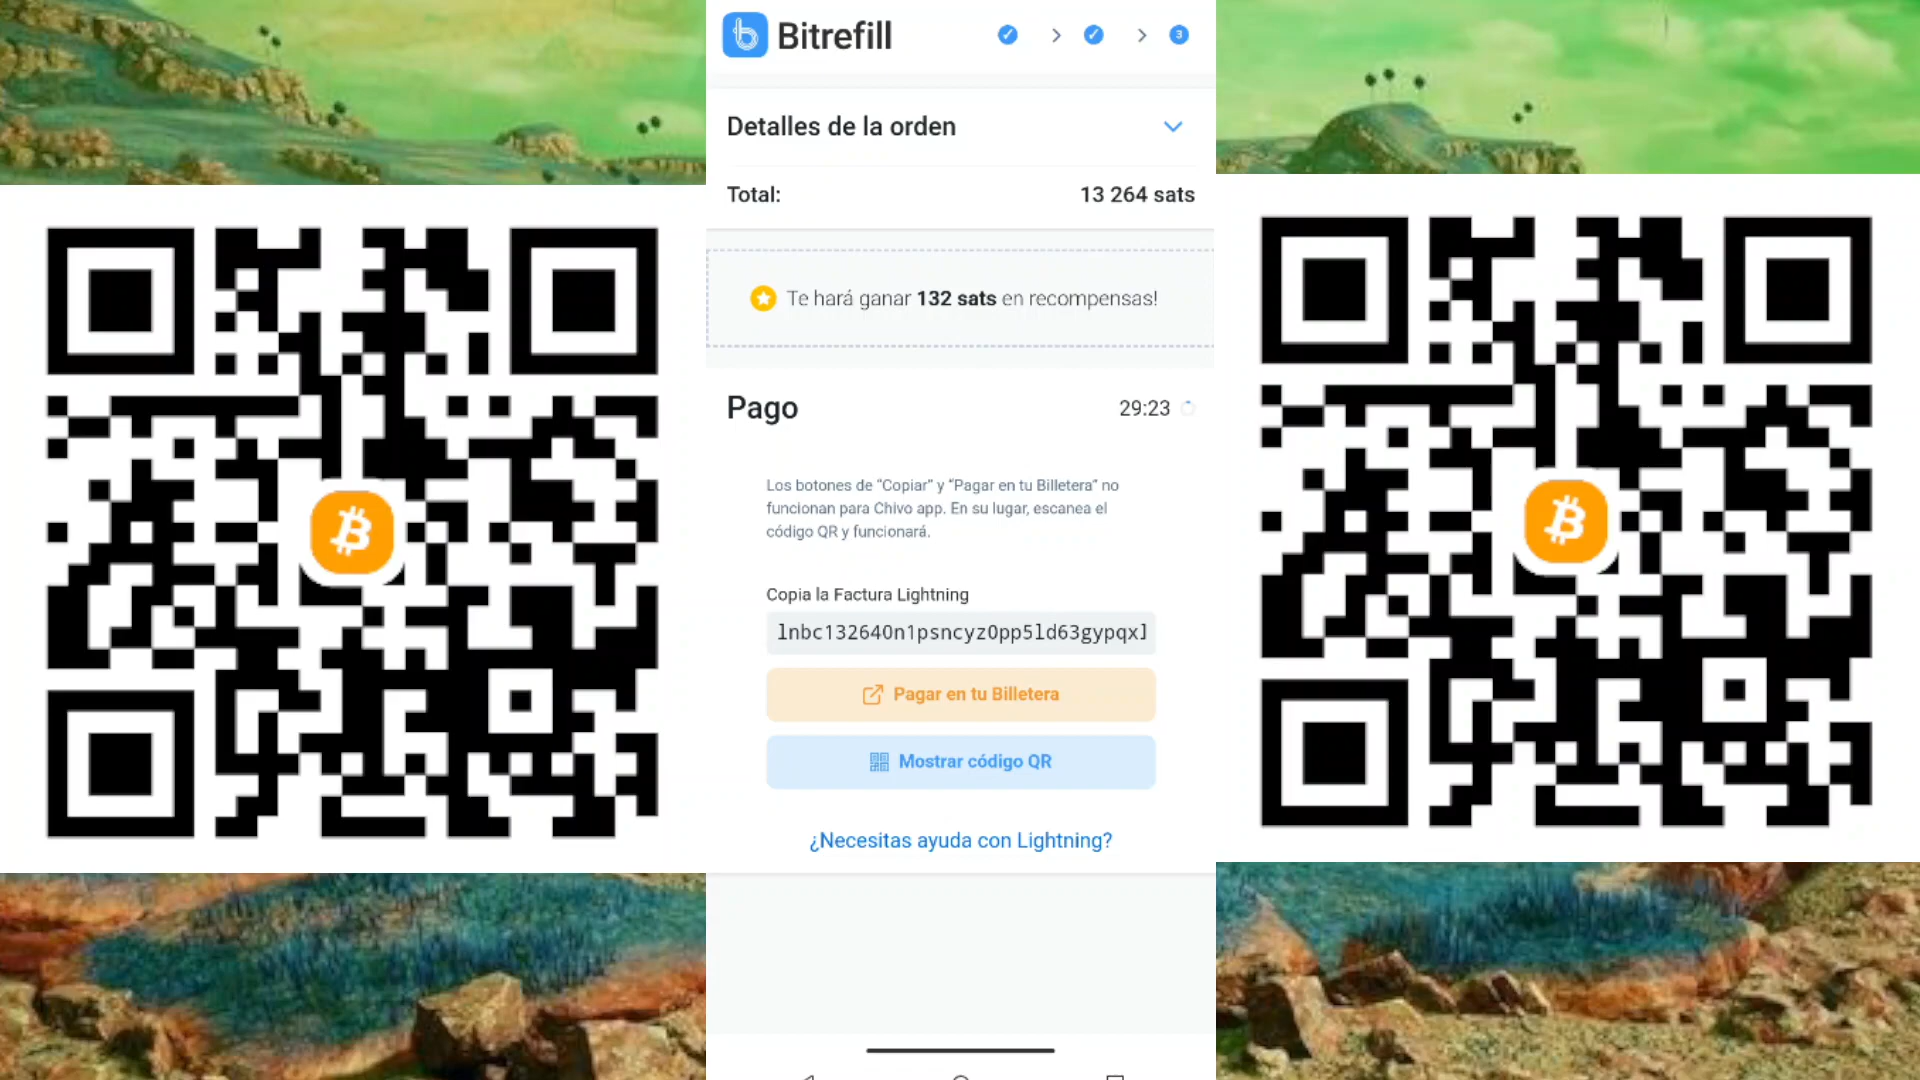 Bitrefill
3
Detalles de la orden
Total: 13 264 sats
Te hará ganar 132 sats en recompensas!
Pago 29:23
Los botones de “Copiar” y “Pagar en tu Billetera” no
funcionan para Chivo app. En su lugar, escanea el
código QR y funcionará.
Copia la Factura Lightning
lnbc132640n1psncyz0pp5ld63gypqxl
Pagar en tu Billetera
Mostrar código QR
¿Necesitas ayuda con Lightning?